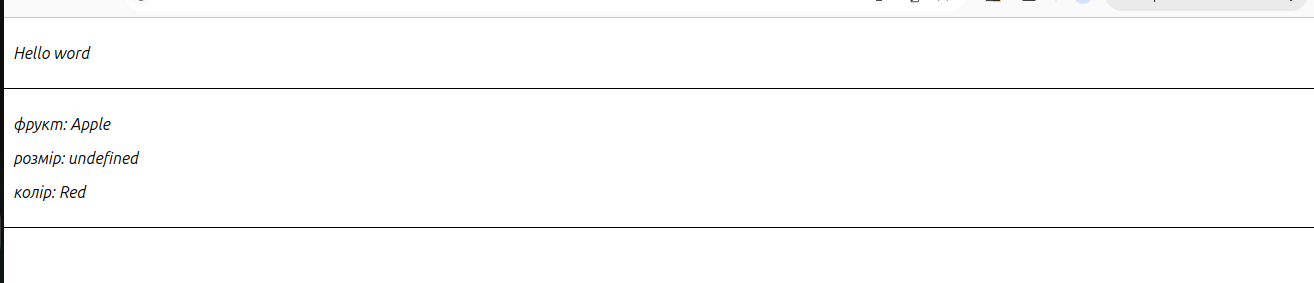 Hello word
фрукт: Apple
розмір: undefined
колір: Red